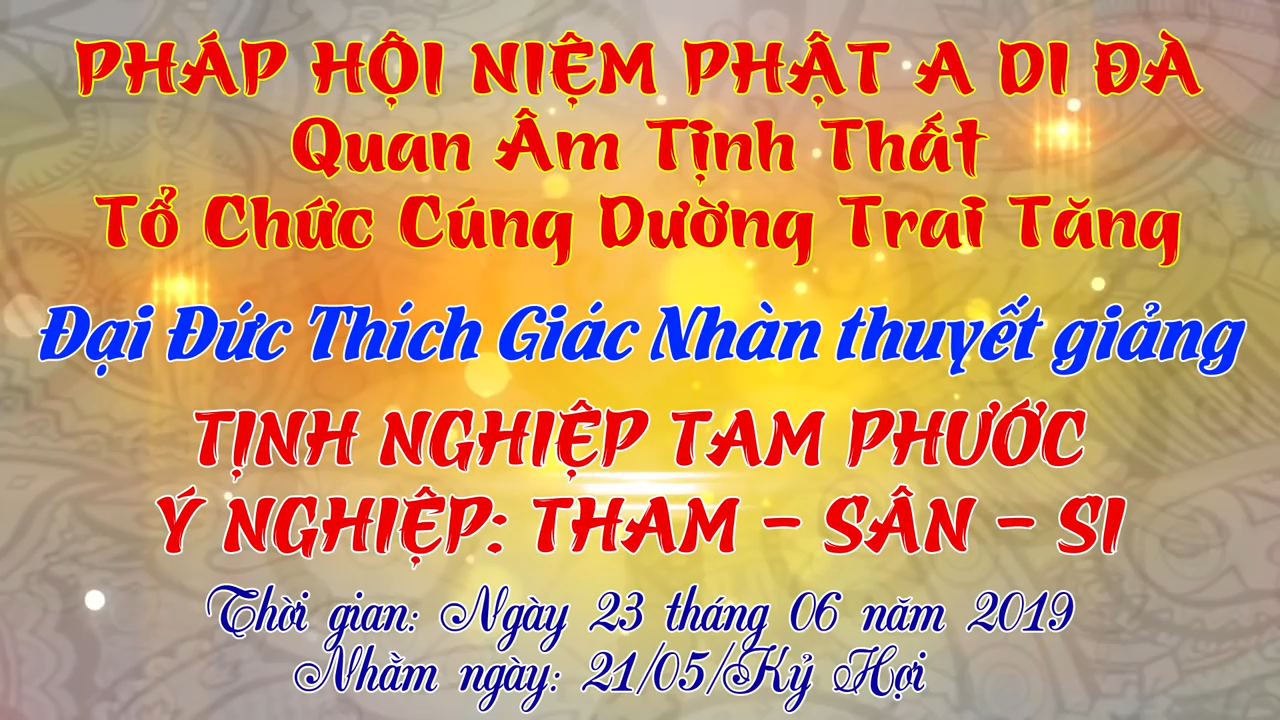 PHÁP HỘI NIỆM PHẬT A DI ĐÀ
Quan Âm Tịnh Thất
Tổ Chức Cúng Dường Trai Tăng
Đại Đức Thích Giác Nhàn thuyết giảng
TỊNH NGHIỆP TAM PHƯỚC
Ý NGHIỆP: THAM - SÂN - SI
Thời gian: Ngày 23 tháng 06 năm 2019
Nhằm ngày: 21/05/Kỷ Hợi